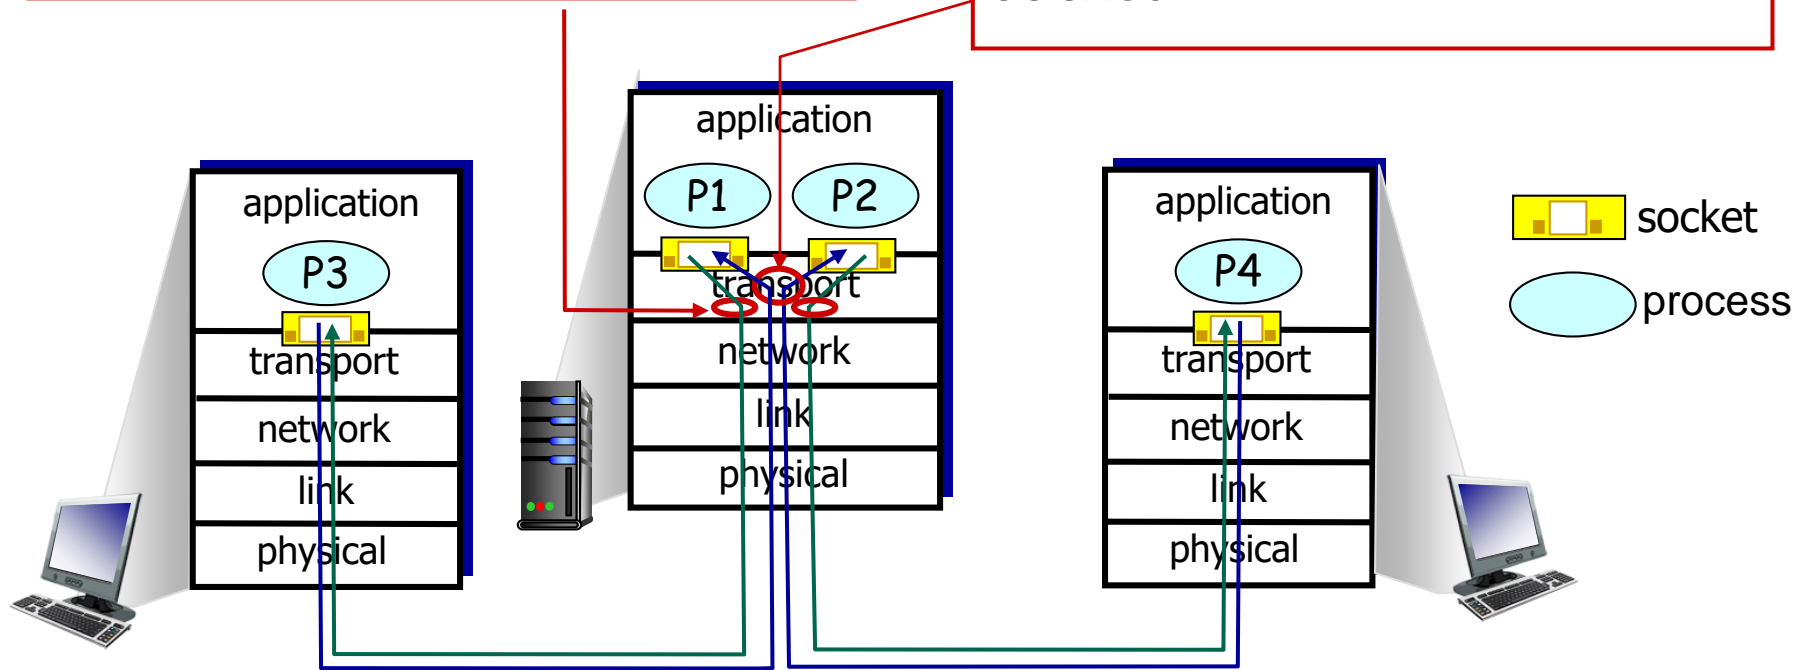 application
P1
P2
transport
network
link
physical
application
P3
transport
network
link
physical
application
P4
transport
network
link
physical
socket
process